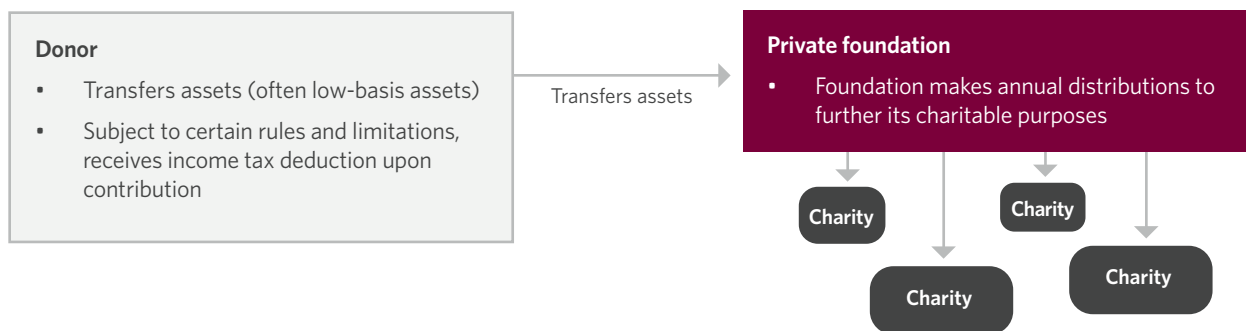 Donor
▪ Transfers assets (often low-basis assets)
▪ Subject to certain rules and limitations,
receives income tax deduction upon
contribution
Transfers assets
Private foundation
▪ Foundation makes annual distributions to
further its charitable purposes
Charity
Charity
Charity
Charity